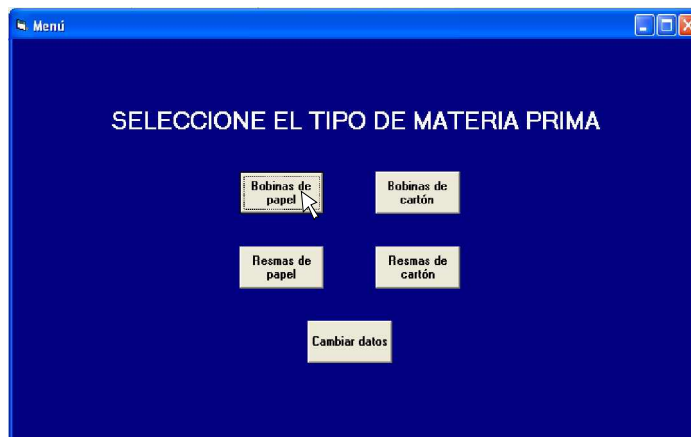 Menú
SELECCIONE EL TIPO DE MATERIA PRIMA
Bobinas de
papel
Bobinas de
cartón
Resmas de
papel
Resmas de
cartón
Cambiar datos